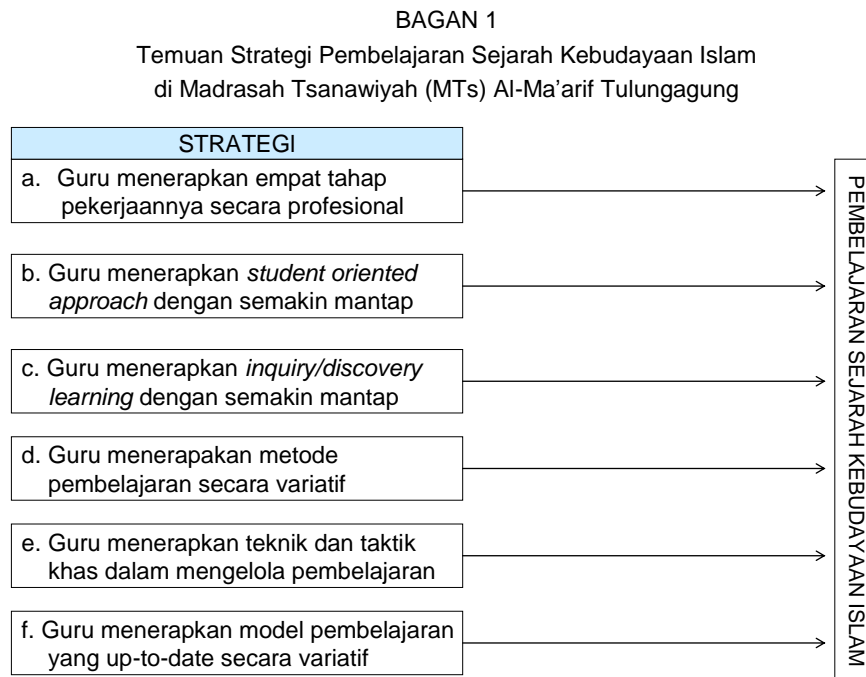 BAGAN 1
Temuan Strategi Pembelajaran Sejarah Kebudayaan Islam
di Madrasah Tsanawiyah (MTs) Al-Ma’arif Tulungagung
STRATEGI
a. Guru menerapkan empat tahap
pekerjaannya secara profesional
b. Guru menerapkan student oriented
approach dengan semakin mantap
c. Guru menerapkan inquiry/discovery
learning dengan semakin mantap
d. Guru menerapakan metode
pembelajaran secara variatif
e. Guru menerapkan teknik dan taktik
khas dalam mengelola pembelajaran
f. Guru menerapkan model pembelajaran
yang up-to-date secara variatif
PEMBELAJARAN SEJARAH KEBUDAYAAN ISLAM